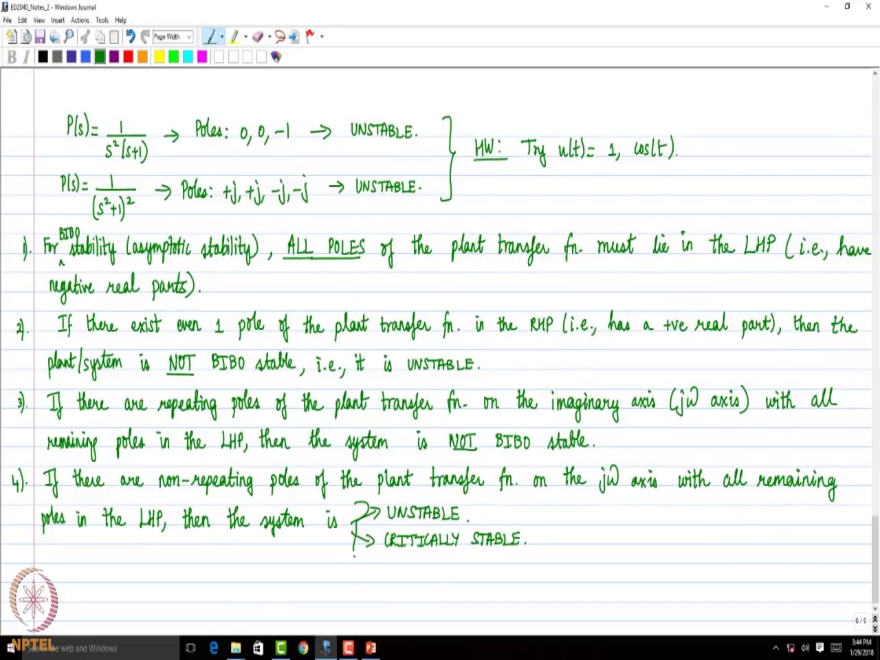 ED2040_Notes_2 - Windows Journal
File Edit View Insert Actions Tools Help
Page Width
B I
P(s) = 1/(s²(s+1)) → Poles: 0, 0, -1 → UNSTABLE.
HW: Try u(t) = 1, cos(t).
P(s) = 1/(s²+1)² → Poles: +j, +j, -j, -j → UNSTABLE.
1). For BIBO stability (asymptotic stability), ALL POLES of the plant transfer fn. must lie in the LHP (i.e., have
negative real parts).
2). If there exist even 1 pole of the plant transfer fn. in the RHP (i.e., has a +ve real part), then the
plant/system is NOT BIBO stable, i.e., it is UNSTABLE.
3). If there are repeating poles of the plant transfer fn. on the imaginary axis (jω axis) with all
remaining poles in the LHP, then the system is NOT BIBO stable.
4). If there are non-repeating poles of the plant transfer fn. on the jω axis with all remaining
poles in the LHP, then the system is → UNSTABLE.
→ CRITICALLY STABLE.
6/6
NPTEL
web and Windows
3:44 PM
1/29/2018